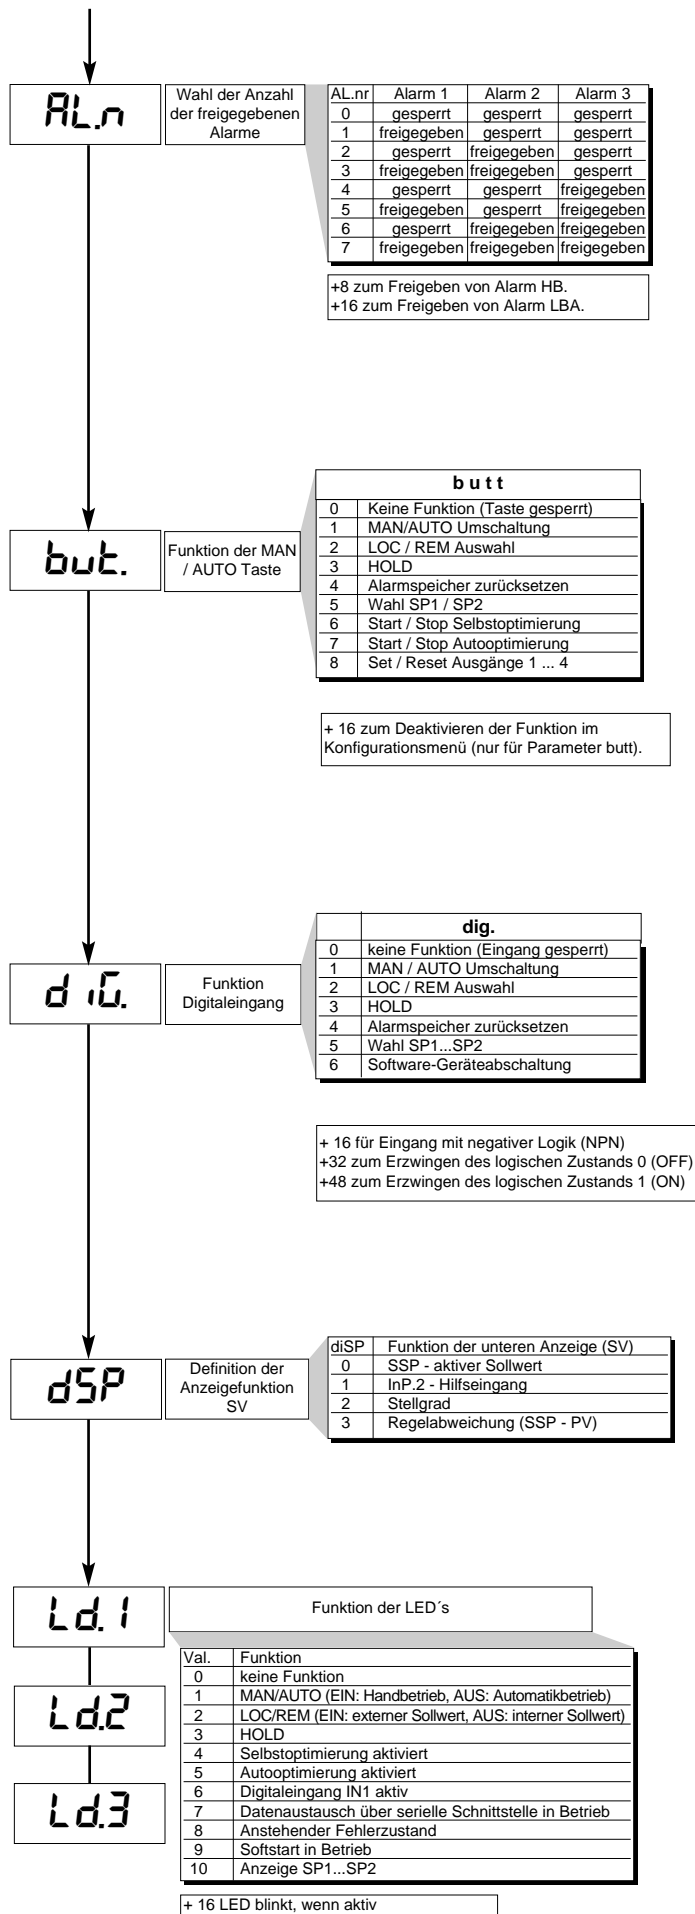 AL.n
Wahl der Anzahl
der freigegebenen
Alarme
AL.nr Alarm 1 Alarm 2 Alarm 3
0 gesperrt gesperrt gesperrt
1 freigegeben gesperrt gesperrt
2 gesperrt freigegeben gesperrt
3 freigegeben freigegeben gesperrt
4 gesperrt gesperrt freigegeben
5 freigegeben gesperrt freigegeben
6 gesperrt freigegeben freigegeben
7 freigegeben freigegeben freigegeben
+8 zum Freigeben von Alarm HB.
+16 zum Freigeben von Alarm LBA.
but.
Funktion der MAN
/ AUTO Taste
b u t t
0 Keine Funktion (Taste gesperrt)
1 MAN/AUTO Umschaltung
2 LOC / REM Auswahl
3 HOLD
4 Alarmspeicher zurücksetzen
5 Wahl SP1 / SP2
6 Start / Stop Selbstoptimierung
7 Start / Stop Autooptimierung
8 Set / Reset Ausgänge 1 ... 4
+ 16 zum Deaktivieren der Funktion im
Konfigurationsmenü (nur für Parameter butt).
diG.
Funktion
Digitaleingang
dig.
0 keine Funktion (Eingang gesperrt)
1 MAN / AUTO Umschaltung
2 LOC / REM Auswahl
3 HOLD
4 Alarmspeicher zurücksetzen
5 Wahl SP1...SP2
6 Software-Geräteabschaltung
+ 16 für Eingang mit negativer Logik (NPN)
+32 zum Erzwingen des logischen Zustands 0 (OFF)
+48 zum Erzwingen des logischen Zustands 1 (ON)
dSP
Definition der
Anzeigefunktion
SV
diSP Funktion der unteren Anzeige (SV)
0 SSP - aktiver Sollwert
1 InP.2 - Hilfseingang
2 Stellgrad
3 Regelabweichung (SSP - PV)
Ld.1
Funktion der LED´s
Ld.2
Ld.3
Val. Funktion
0 keine Funktion
1 MAN/AUTO (EIN: Handbetrieb, AUS: Automatikbetrieb)
2 LOC/REM (EIN: externer Sollwert, AUS: interner Sollwert)
3 HOLD
4 Selbstoptimierung aktiviert
5 Autooptimierung aktiviert
6 Digitaleingang IN1 aktiv
7 Datenaustausch über serielle Schnittstelle in Betrieb
8 Anstehender Fehlerzustand
9 Softstart in Betrieb
10 Anzeige SP1...SP2
+ 16 LED blinkt, wenn aktiv